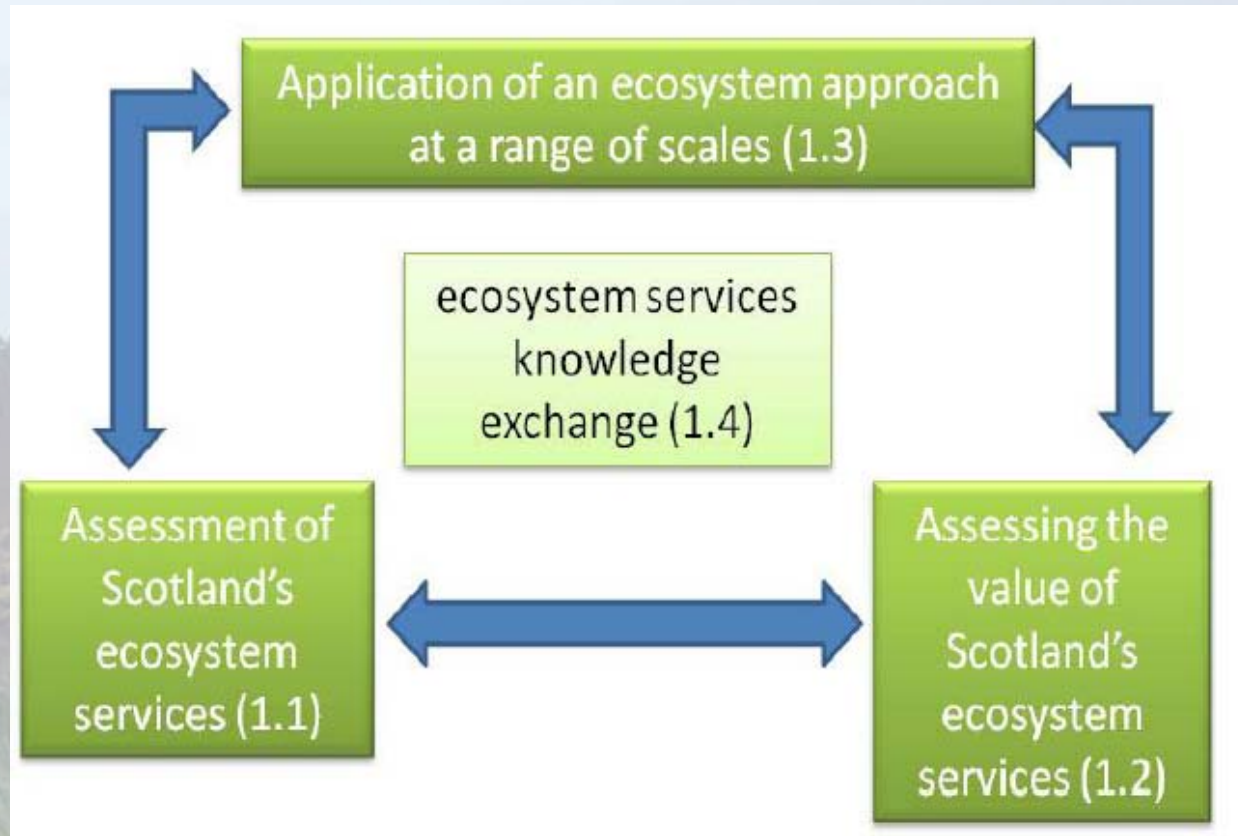 Application of an ecosystem approach
at a range of scales (1.3)
ecosystem services
knowledge
exchange (1.4)
Assessment of
Scotland's
ecosystem
services (1.1)
Assessing the
value of
Scotland's
ecosystem
services (1.2)